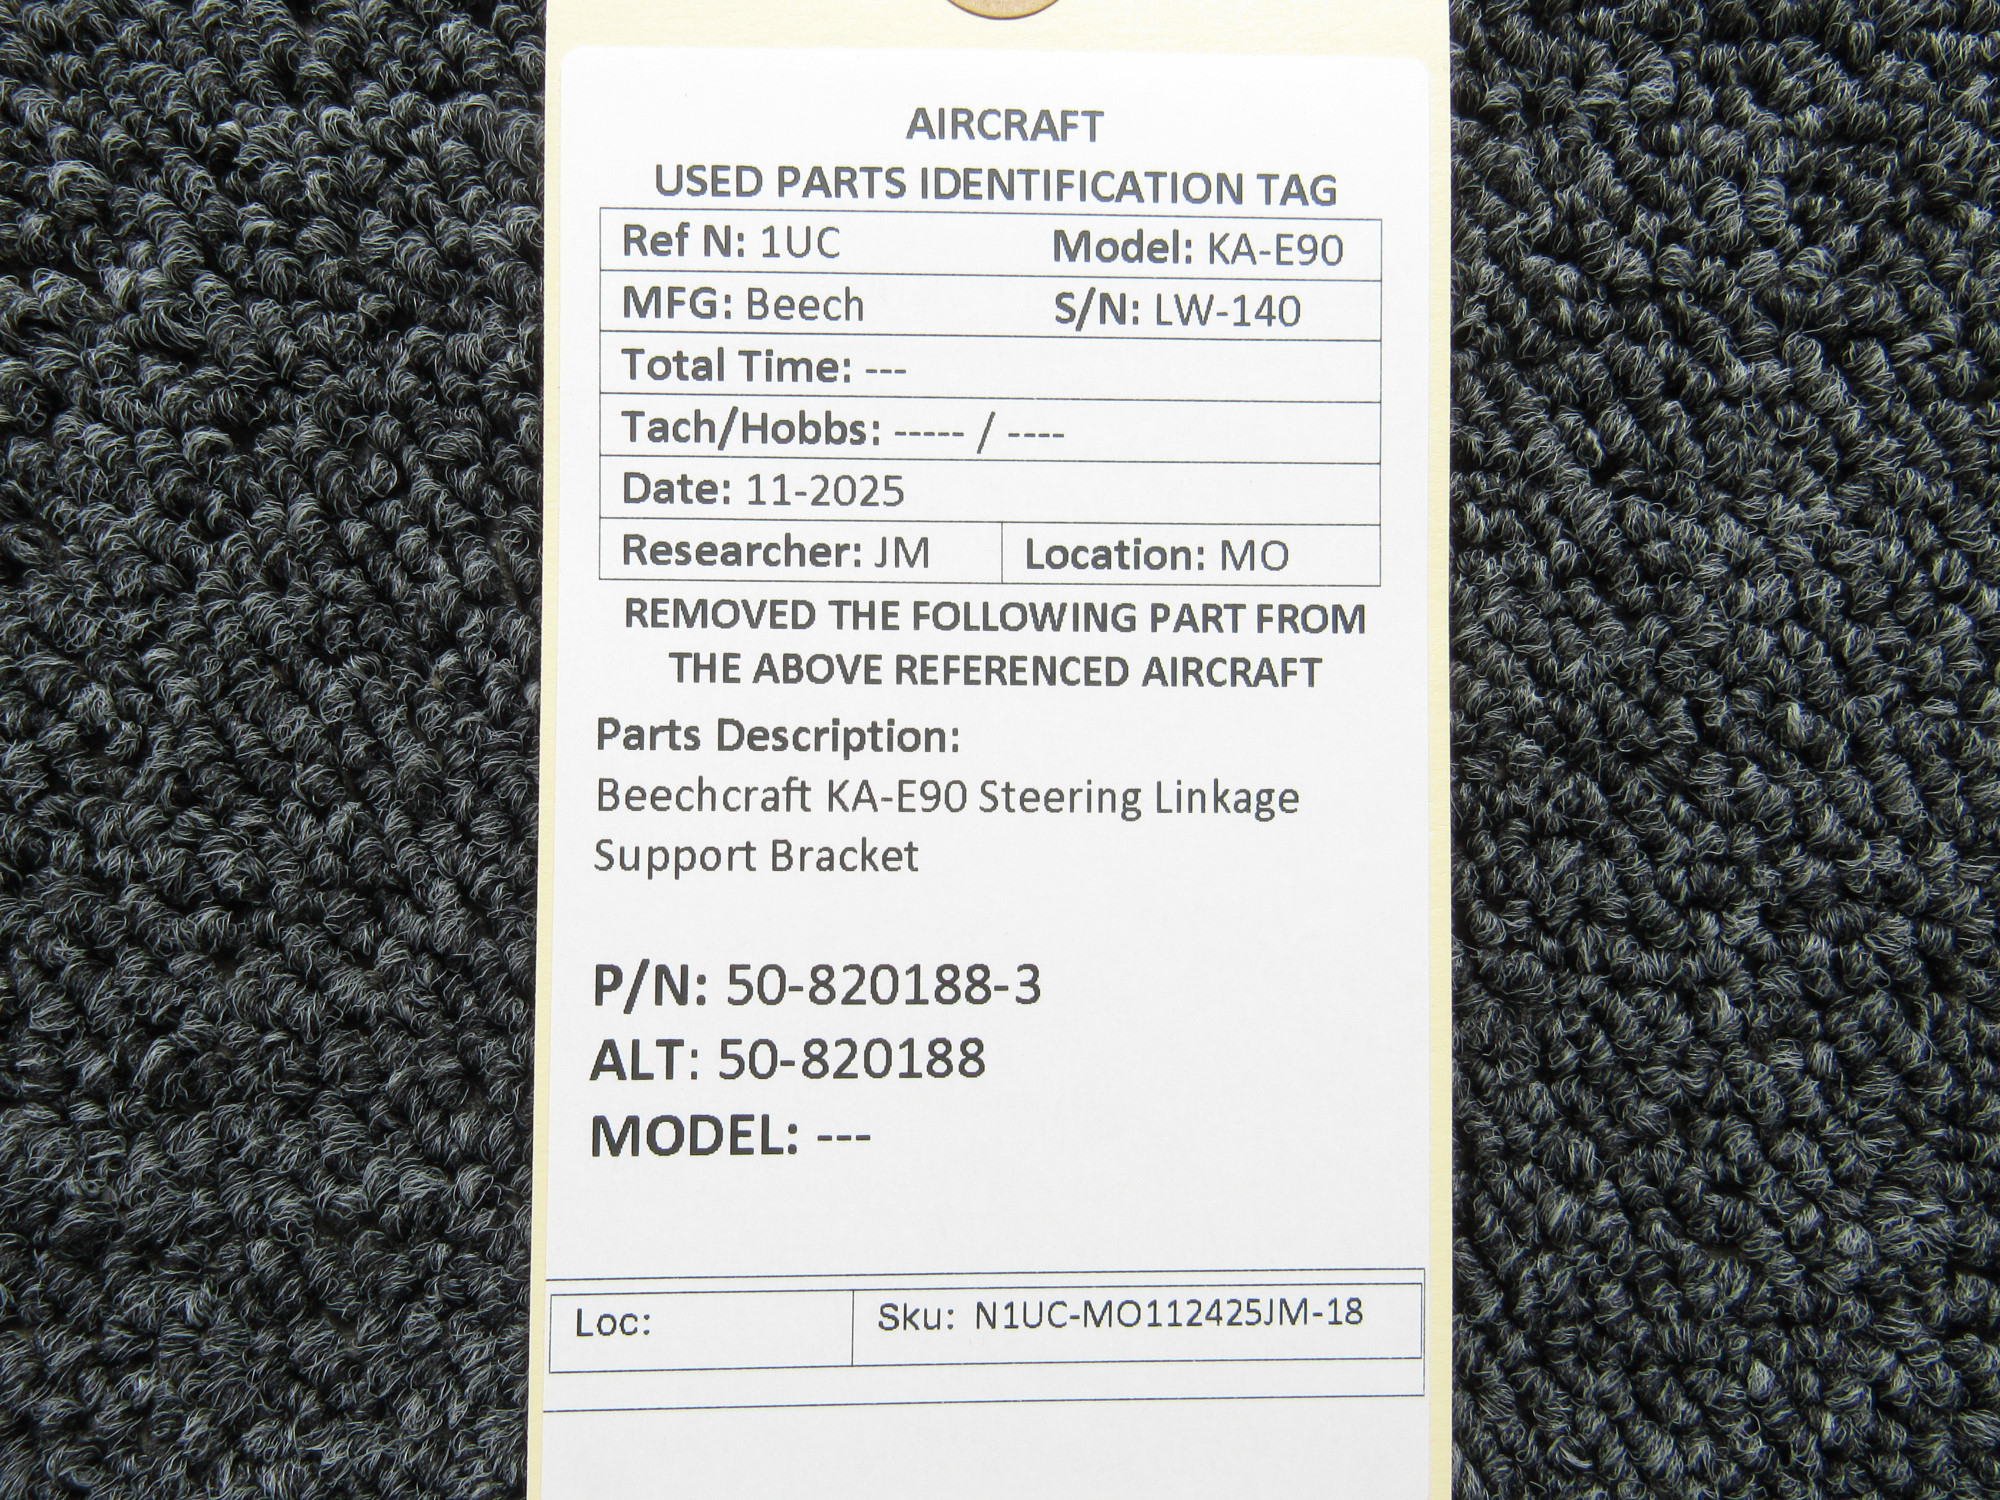 AIRCRAFT
USED PARTS IDENTIFICATION TAG
Ref N: 1UC Model: KA-E90
MFG: Beech S/N: LW-140
Total Time: ---
Tach/Hobbs: ----- / ----
Date: 11-2025
Researcher: JM Location: MO
REMOVED THE FOLLOWING PART FROM
THE ABOVE REFERENCED AIRCRAFT
Parts Description:
Beechcraft KA-E90 Steering Linkage
Support Bracket
P/N: 50-820188-3
ALT: 50-820188
MODEL: ---
Loc: Sku: N1UC-MO112425JM-18